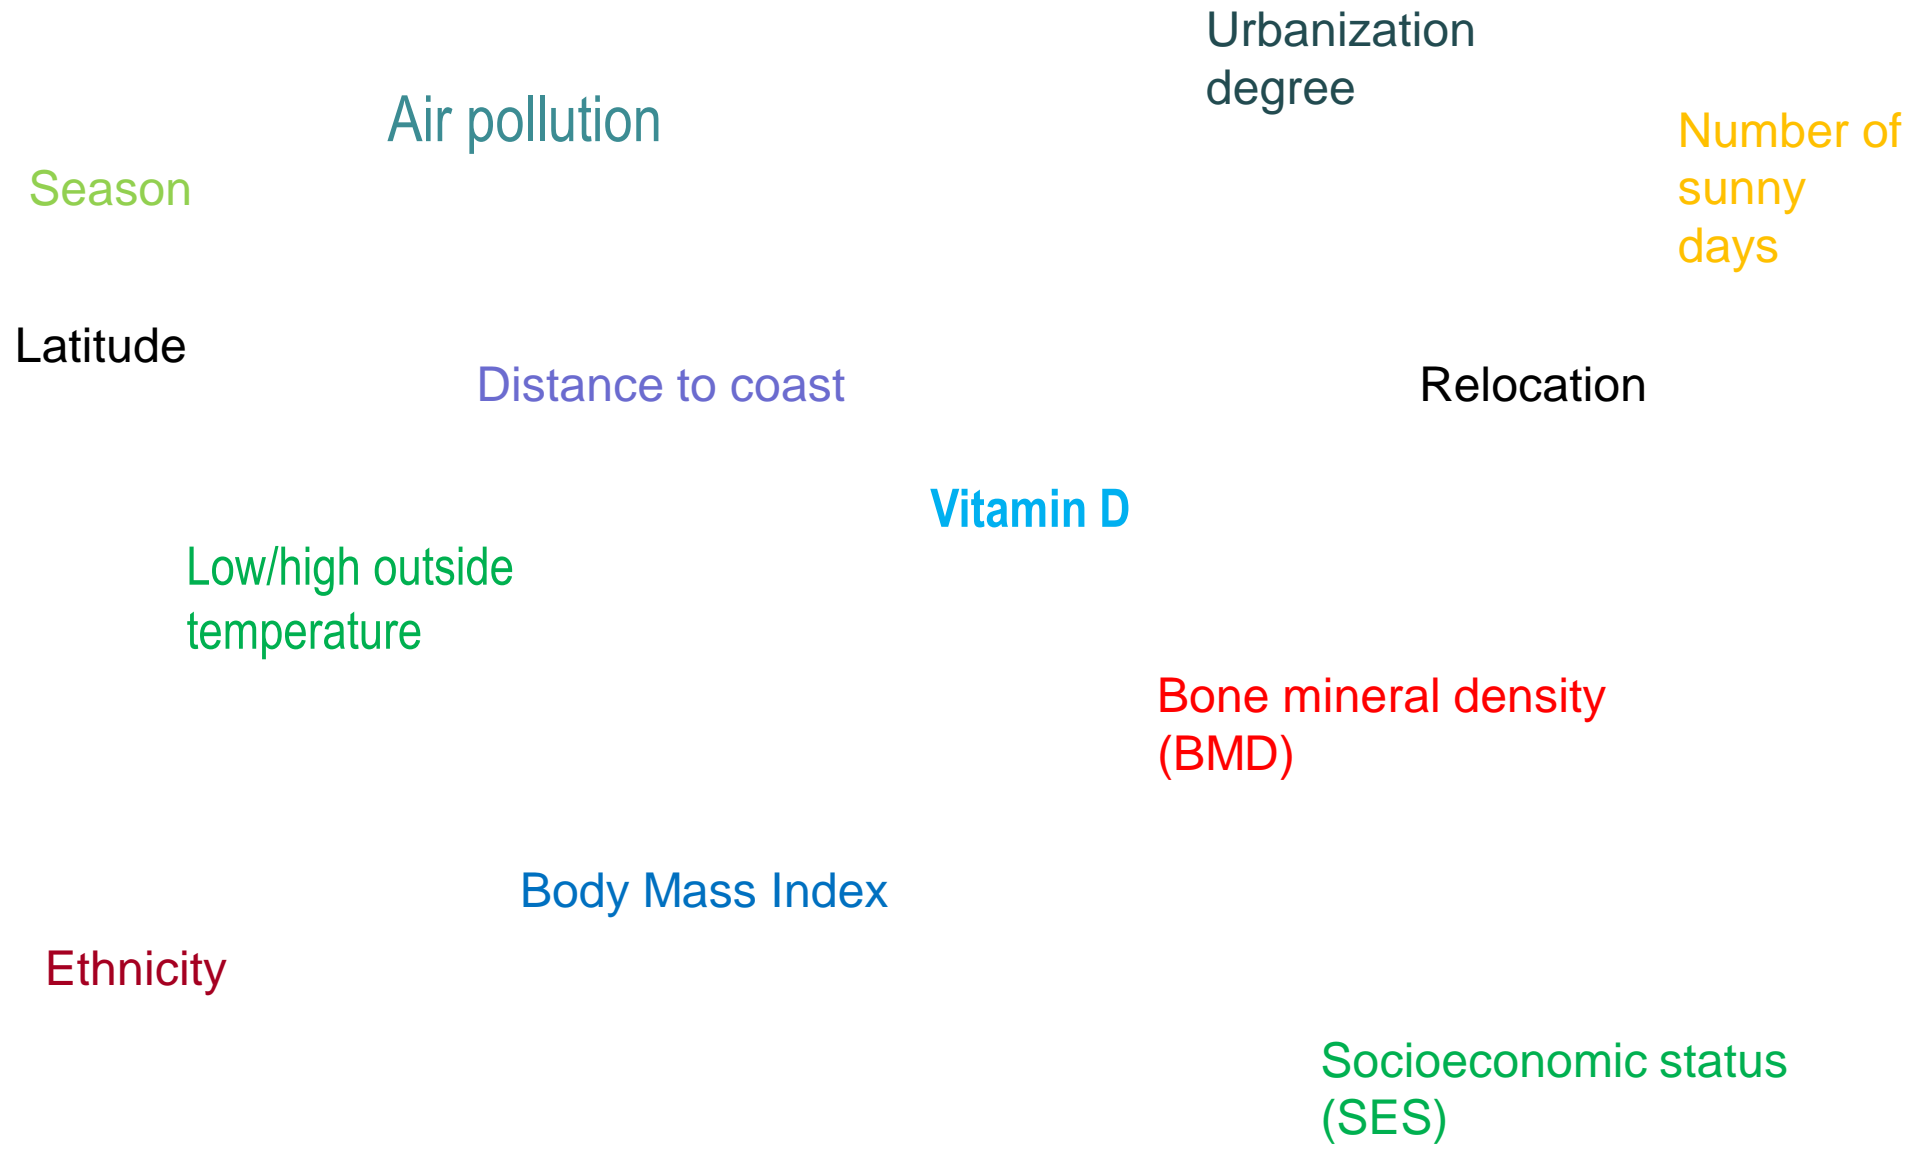 Urbanization
degree
Air pollution
Number of
sunny
days
Season
Latitude
Distance to coast
Relocation
Vitamin D
Low/high outside
temperature
Bone mineral density
(BMD)
Body Mass Index
Ethnicity
Socioeconomic status
(SES)